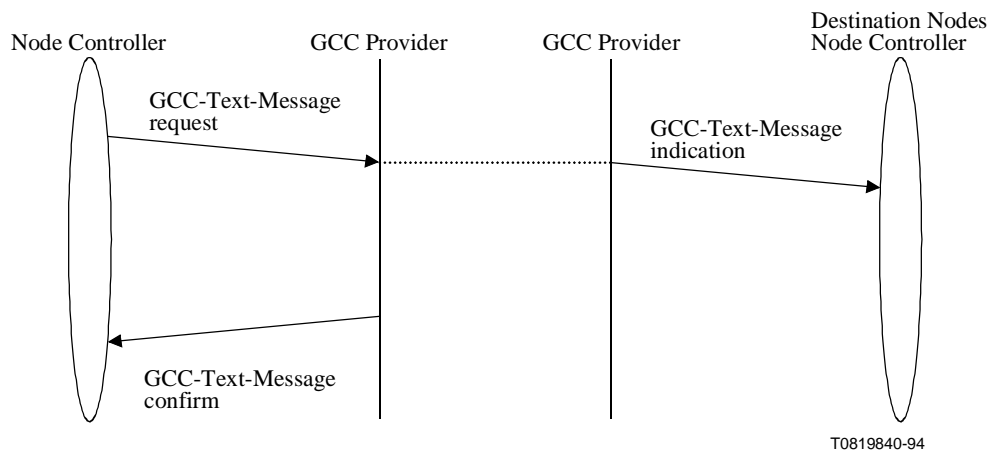 Destination Nodes
Node Controller
GCC Provider
GCC Provider
Node Controller
GCC-Text-Message
request
GCC-Text-Message
indication
GCC-Text-Message
confirm
T0819840-94